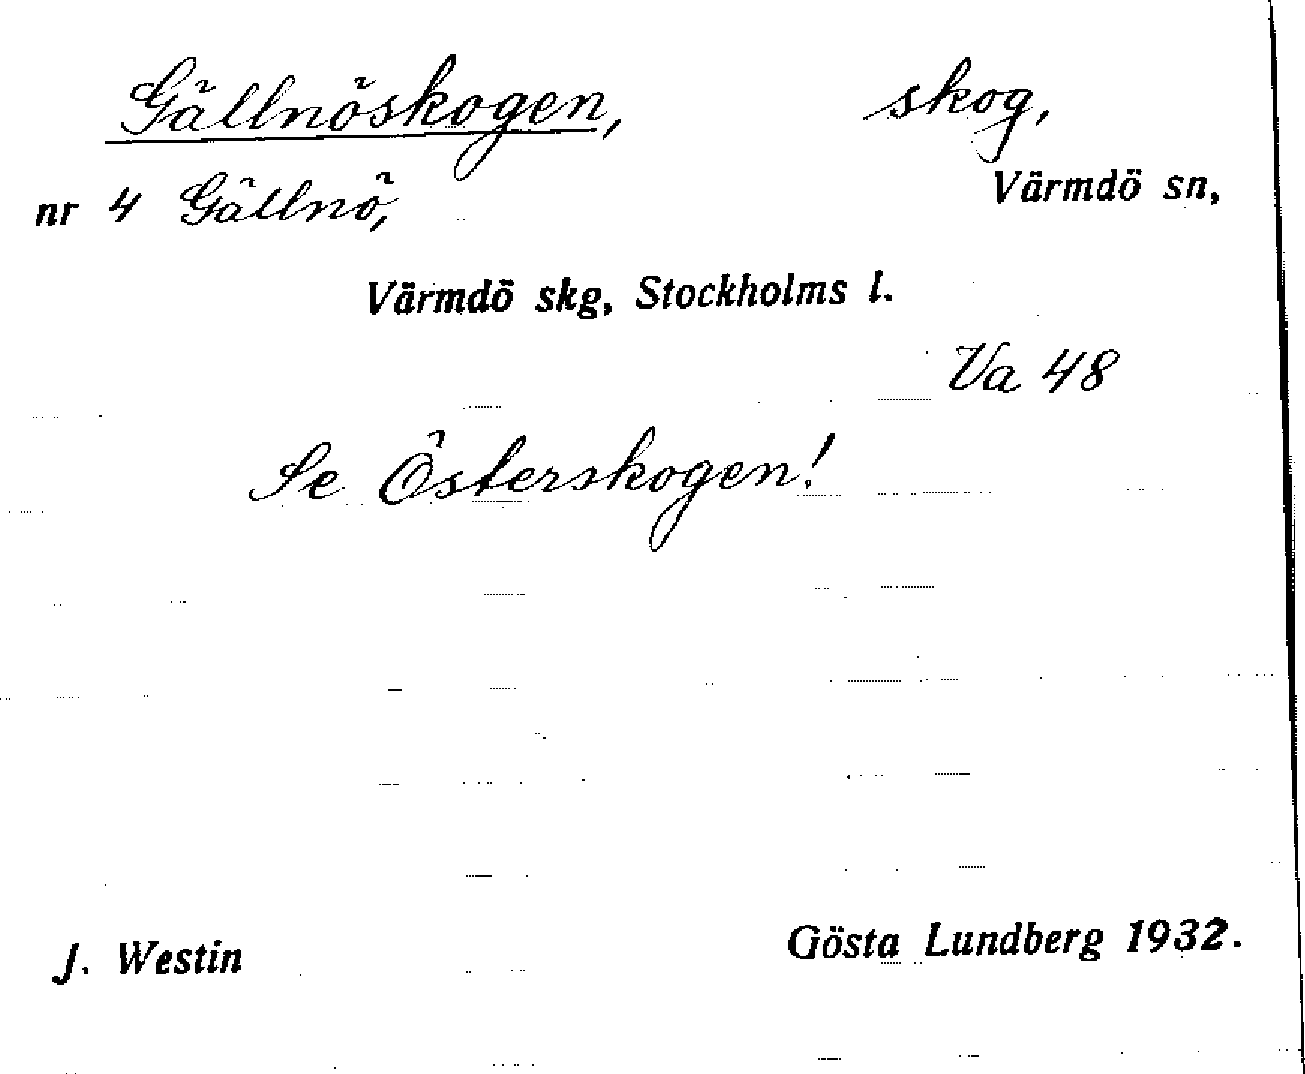 Gällnöskogen, skog,
nr 4 Gällnö, Värmdö sn,
Värmdö skg, Stockholms l.
Va 48
Se Österskogen!
J. Westin Gösta Lundberg 1932.